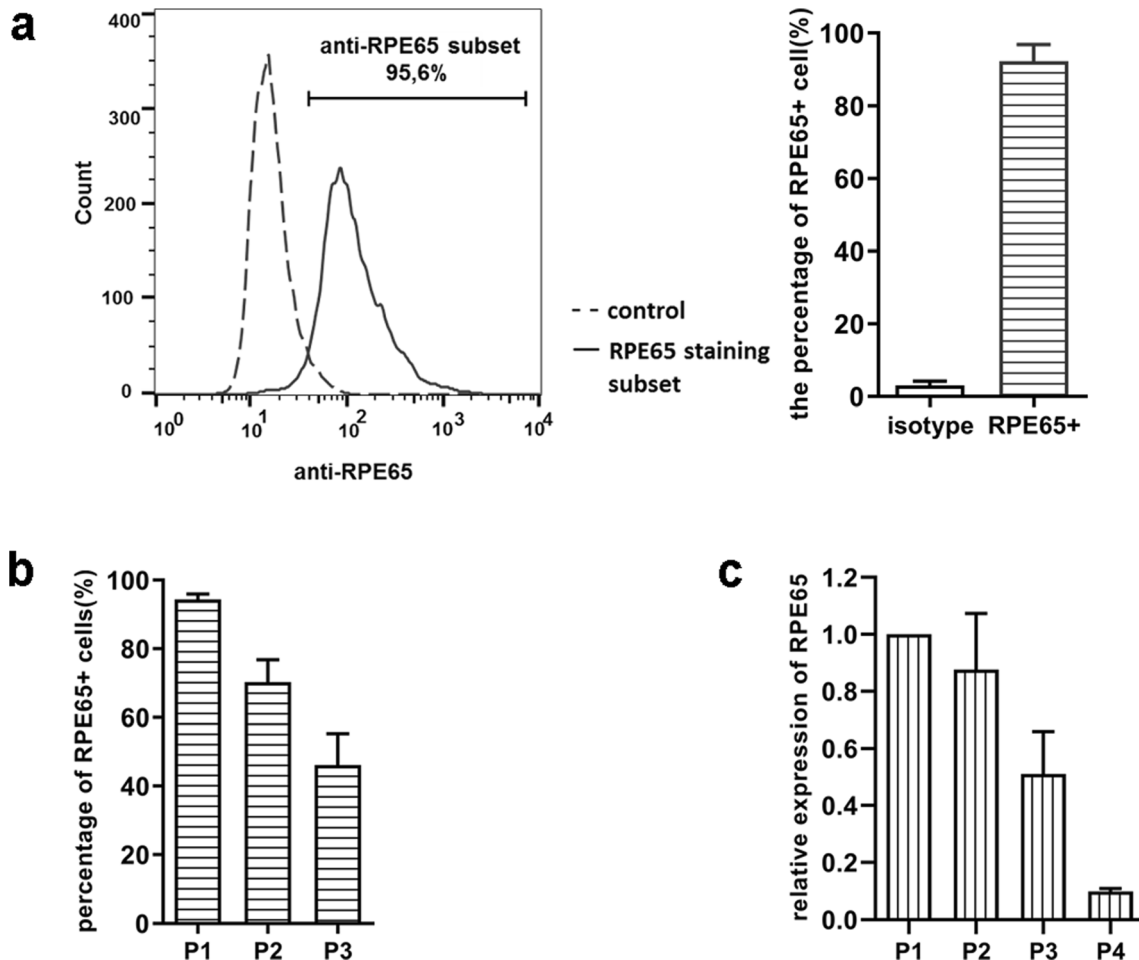 a
400
300
200
100
0
Count
anti-RPE65 subset
95,6%
10^0 10^1 10^2 10^3 10^4
anti-RPE65
control
RPE65 staining
subset
the percentage of RPE65+ cell(%)
100
80
60
40
20
0
isotype RPE65+
b
percentage of RPE65+ cells(%)
100
80
60
40
20
0
P1 P2 P3
c
relative expression of RPE65
1.2
1.0
0.8
0.6
0.4
0.2
0.0
P1 P2 P3 P4